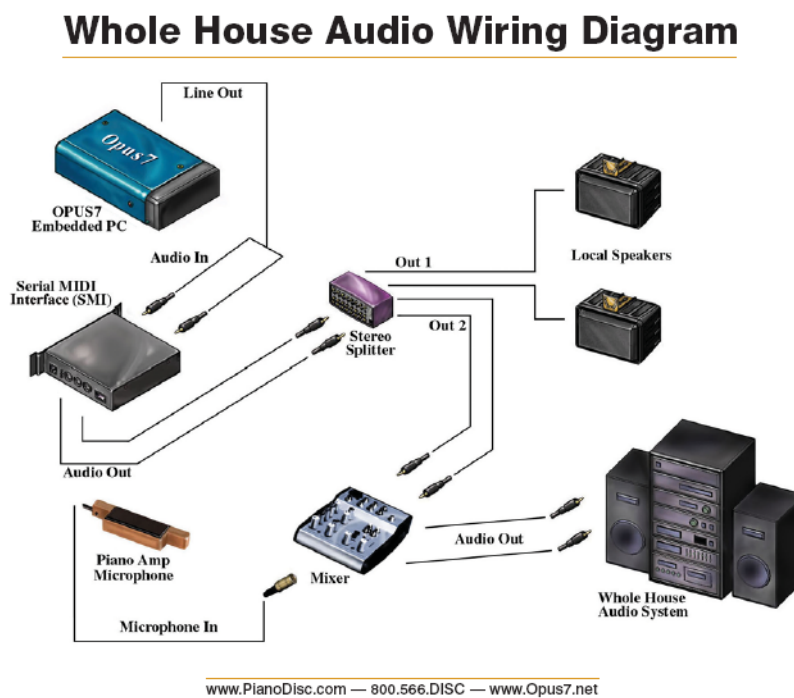 Whole House Audio Wiring Diagram
Line Out
Opus7
OPUS7
Embedded PC
Audio In
Out 1
Local Speakers
Serial MIDI
Interface (SMI)
Out 2
Stereo
Splitter
Audio Out
Piano Amp
Microphone
Mixer
Audio Out
Whole House
Audio System
Microphone In
www.PianoDisc.com — 800.566.DISC — www.Opus7.net